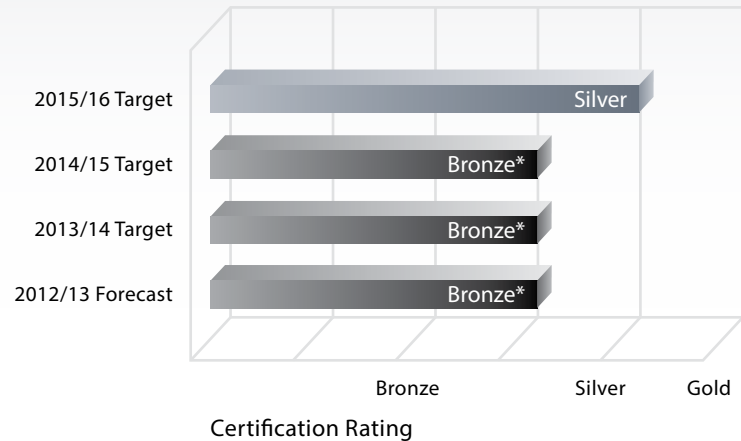 2015/16 Target
Silver
2014/15 Target
Bronze*
2013/14 Target
Bronze*
2012/13 Forecast
Bronze*
Bronze
Silver
Gold
Certification Rating